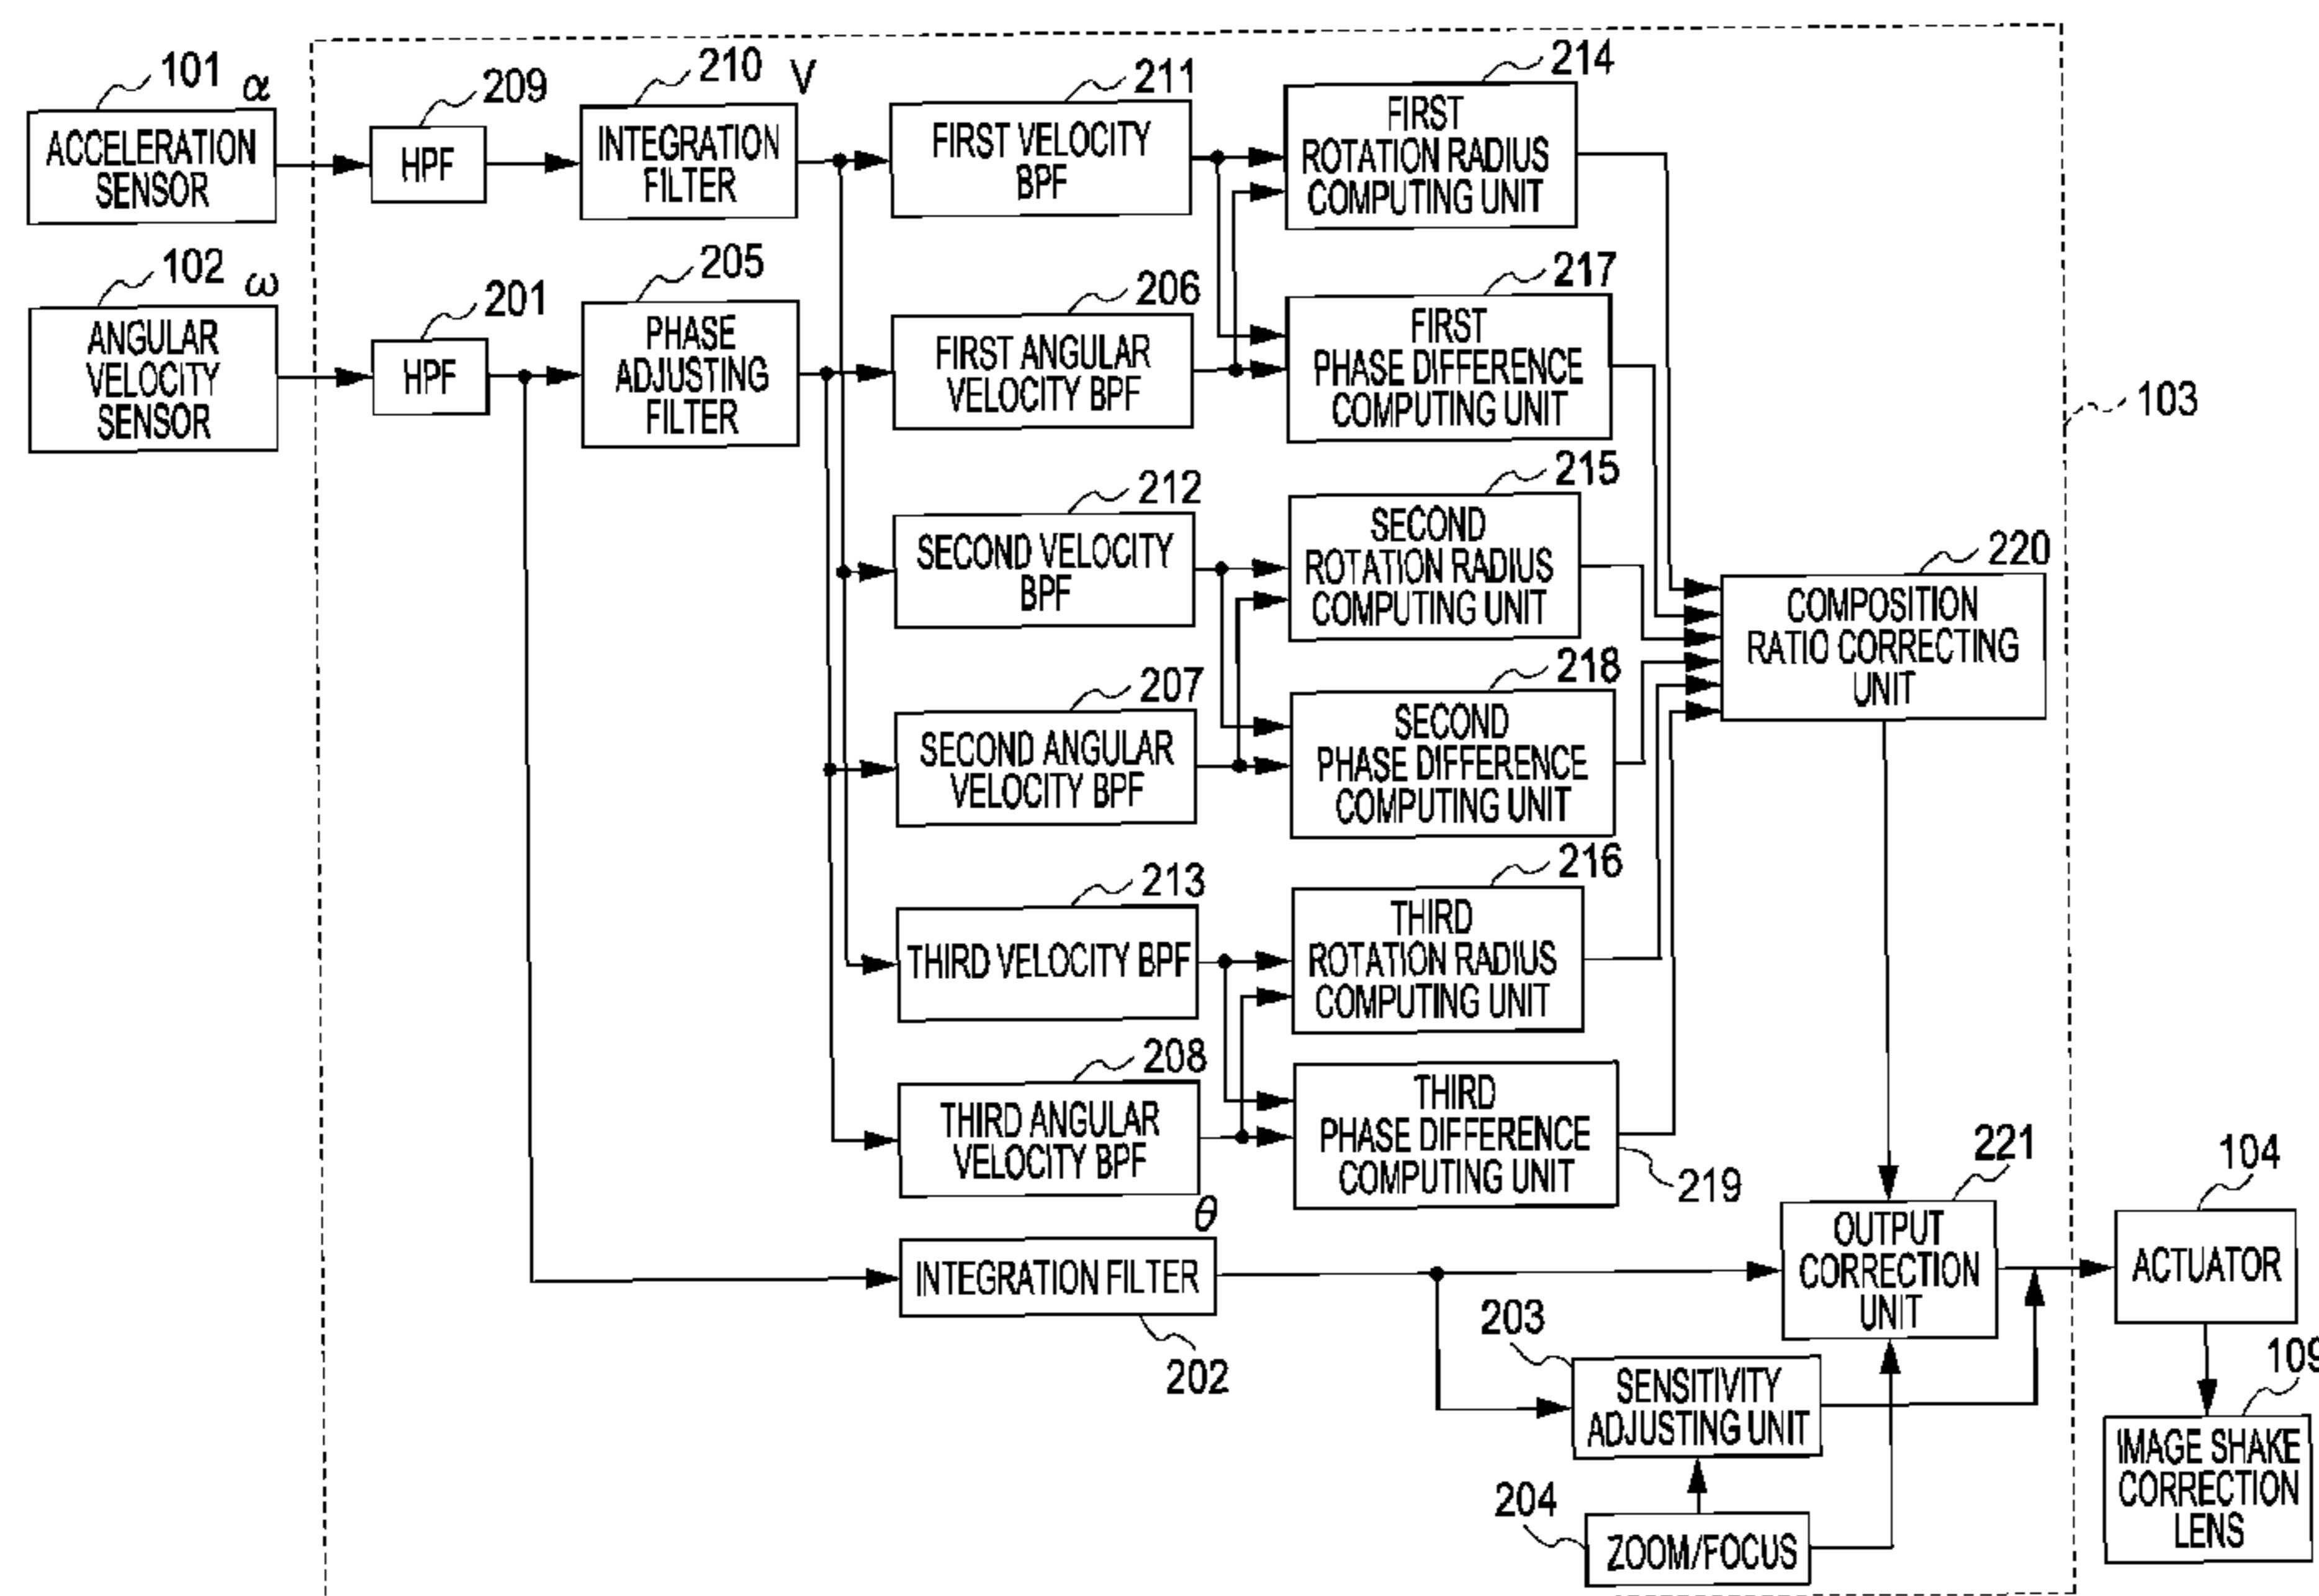 101
α
ACCELERATION
SENSOR
209
HPF
210
V
INTEGRATION
FILTER
211
FIRST VELOCITY
BPF
214
FIRST
ROTATION RADIUS
COMPUTING UNIT
102
ω
ANGULAR
VELOCITY
SENSOR
201
HPF
205
PHASE
ADJUSTING
FILTER
206
FIRST ANGULAR
VELOCITY BPF
217
FIRST
PHASE DIFFERENCE
COMPUTING UNIT
103
212
SECOND VELOCITY
BPF
215
SECOND
ROTATION RADIUS
COMPUTING UNIT
220
COMPOSITION
RATIO CORRECTING
UNIT
207
SECOND ANGULAR
VELOCITY BPF
218
SECOND
PHASE DIFFERENCE
COMPUTING UNIT
213
THIRD VELOCITY BPF
216
THIRD
ROTATION RADIUS
COMPUTING UNIT
208
THIRD ANGULAR
VELOCITY BPF
THIRD
PHASE DIFFERENCE
COMPUTING UNIT
219
θ
INTEGRATION FILTER
202
221
OUTPUT
CORRECTION
UNIT
104
ACTUATOR
203
SENSITIVITY
ADJUSTING UNIT
204
ZOOM/FOCUS
109
IMAGE SHAKE
CORRECTION
LENS